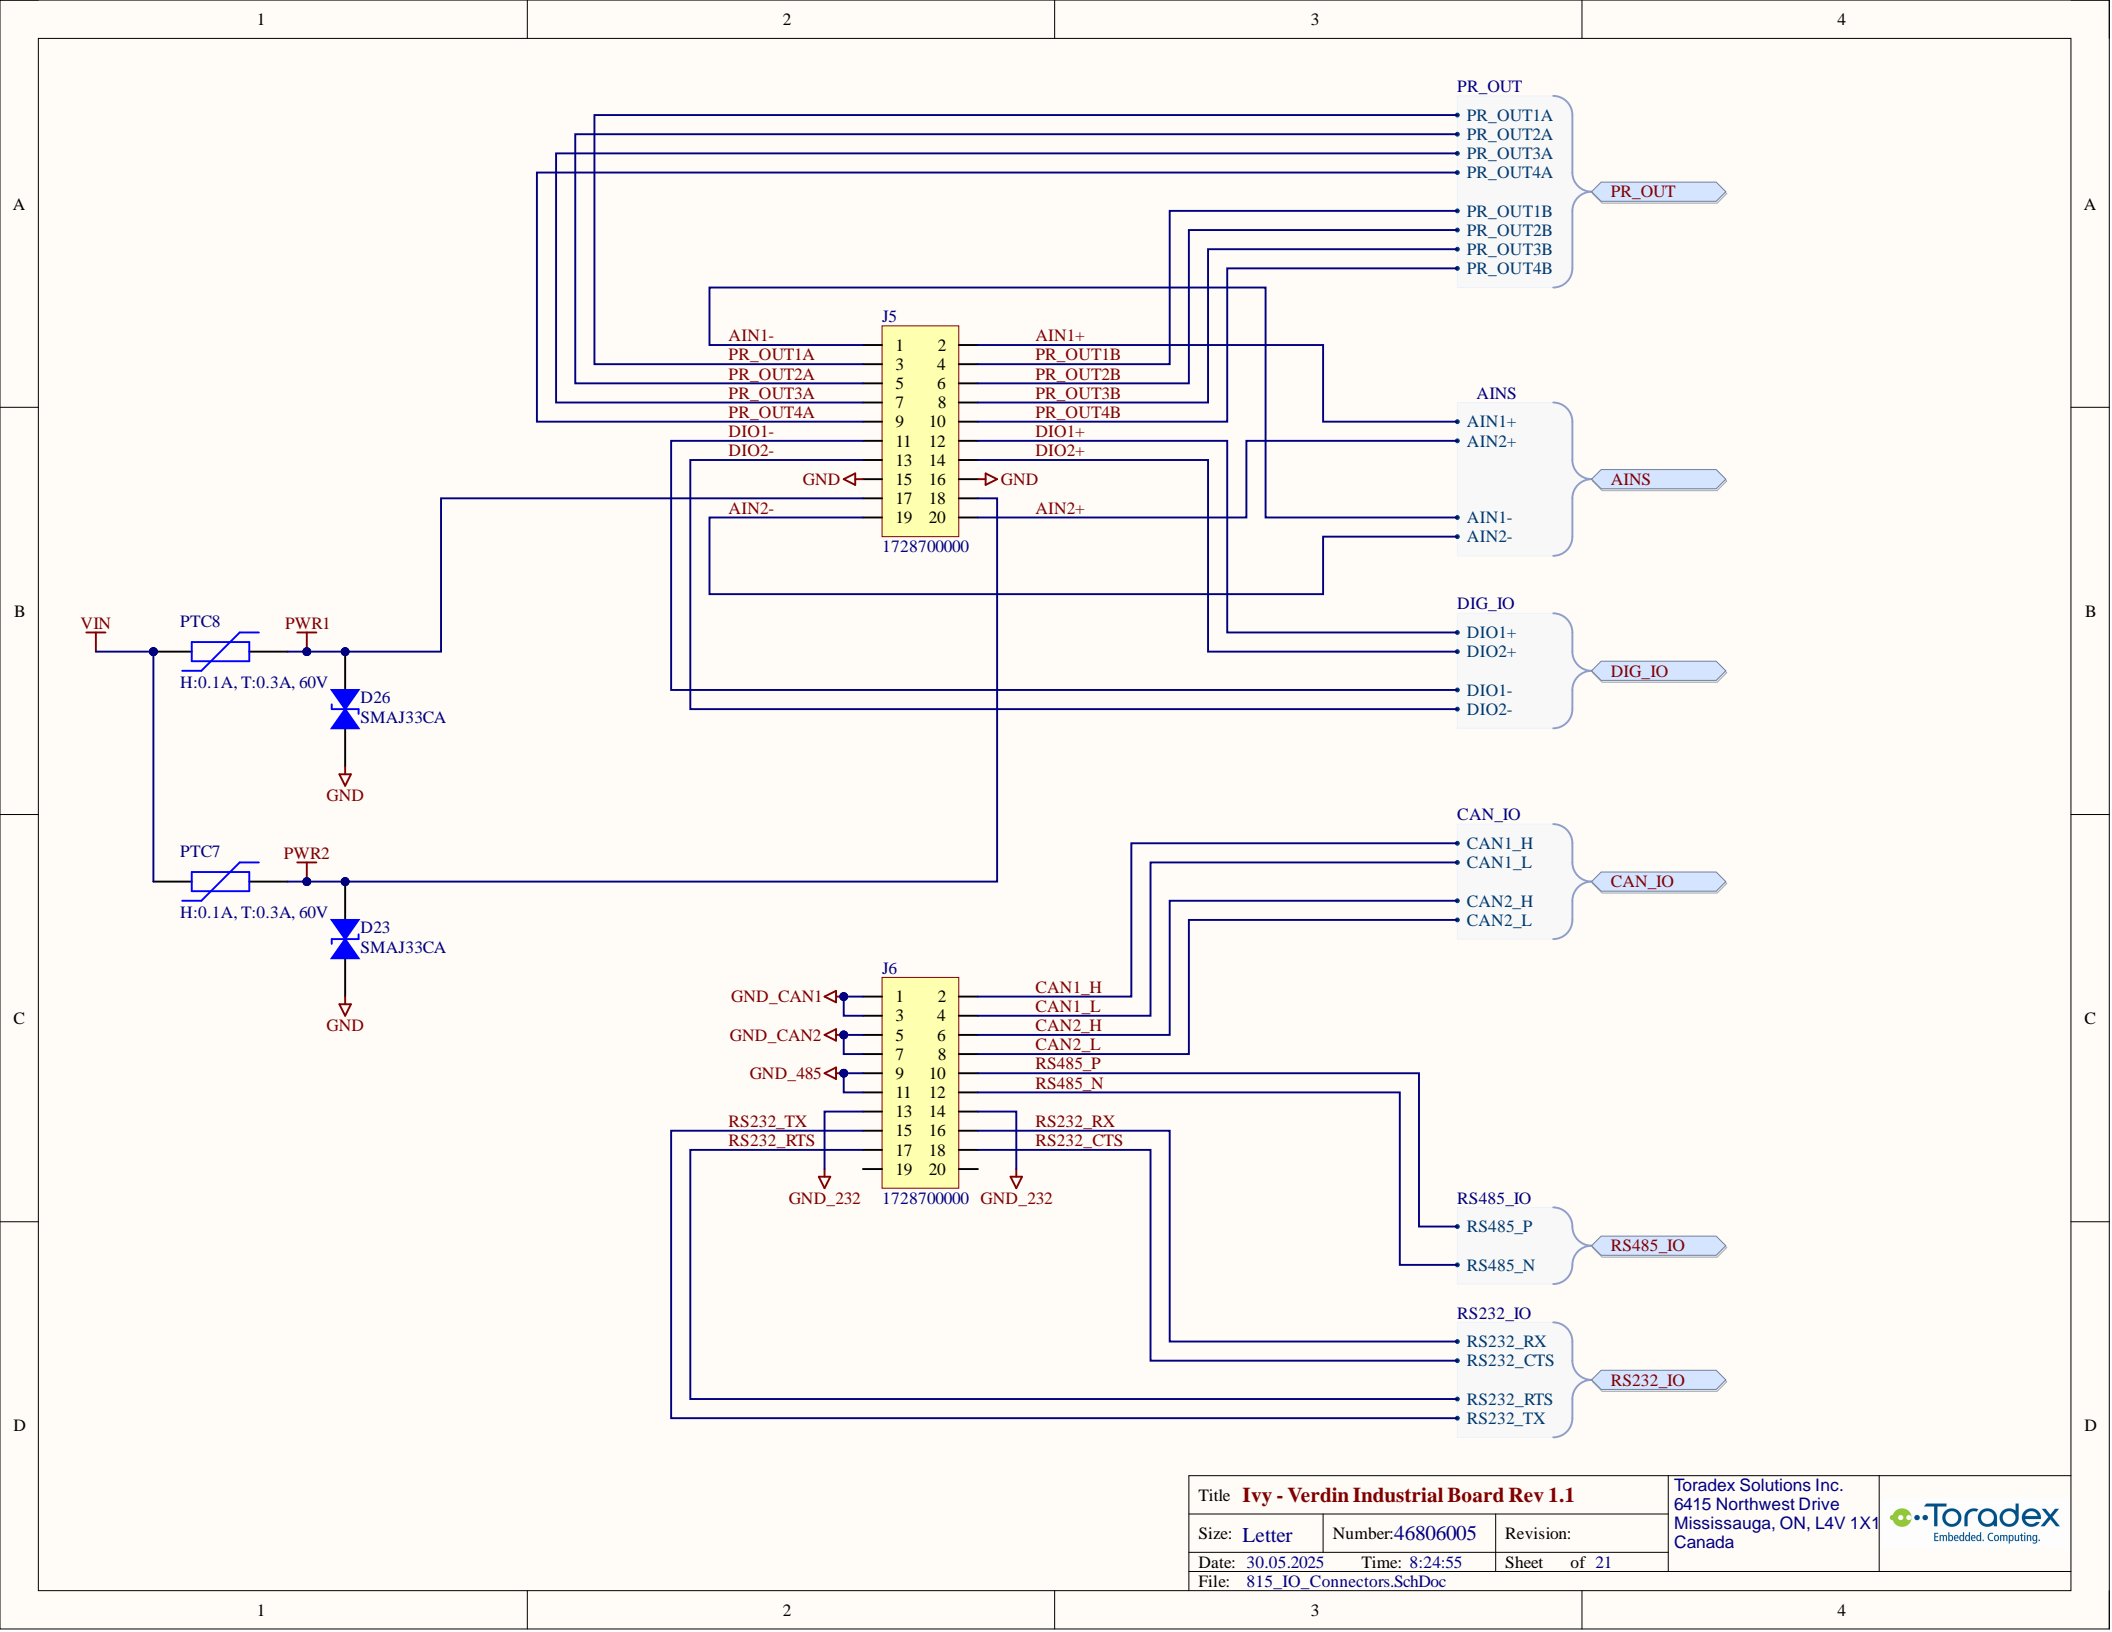 1 2 3 4
A A
B B
C C
D D
1 2 3 4
PR_OUT
PR_OUT1A
PR_OUT2A
PR_OUT3A
PR_OUT4A
PR_OUT1B
PR_OUT2B
PR_OUT3B
PR_OUT4B
PR_OUT
J5
AIN1- 1 2 AIN1+
PR_OUT1A 3 4 PR_OUT1B
PR_OUT2A 5 6 PR_OUT2B
PR_OUT3A 7 8 PR_OUT3B
PR_OUT4A 9 10 PR_OUT4B
DIO1- 11 12 DIO1+
DIO2- 13 14 DIO2+
GND 15 16 GND
17 18
AIN2- 19 20 AIN2+
1728700000
AINS
AIN1+
AIN2+
AIN1-
AIN2-
AINS
DIG_IO
DIO1+
DIO2+
DIO1-
DIO2-
DIG_IO
VIN
PTC8
PWR1
H:0.1A, T:0.3A, 60V
D26
SMAJ33CA
GND
PTC7
PWR2
H:0.1A, T:0.3A, 60V
D23
SMAJ33CA
GND
CAN_IO
CAN1_H
CAN1_L
CAN2_H
CAN2_L
CAN_IO
J6
GND_CAN1 1 2 CAN1_H
3 4 CAN1_L
GND_CAN2 5 6 CAN2_H
7 8 CAN2_L
GND_485 9 10 RS485_P
11 12 RS485_N
13 14
RS232_TX 15 16 RS232_RX
RS232_RTS 17 18 RS232_CTS
19 20
GND_232 1728700000 GND_232
RS485_IO
RS485_P
RS485_N
RS485_IO
RS232_IO
RS232_RX
RS232_CTS
RS232_RTS
RS232_TX
RS232_IO
Title Ivy - Verdin Industrial Board Rev 1.1
Size: Letter Number:46806005 Revision:
Date: 30.05.2025 Time: 8:24:55 Sheet of 21
File: 815_IO_Connectors.SchDoc
Toradex Solutions Inc.
6415 Northwest Drive
Mississauga, ON, L4V 1X1
Canada
Toradex
Embedded. Computing.